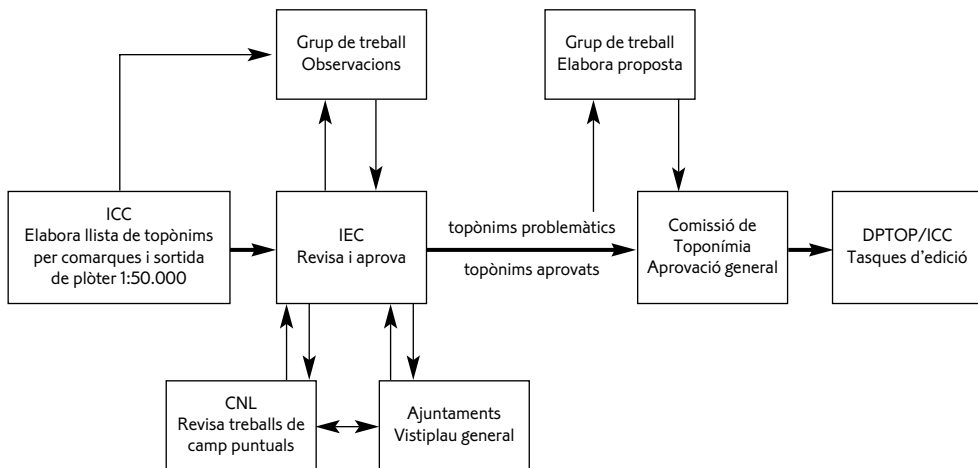 Grup de treball
Observacions
Grup de treball
Elabora proposta
ICC
Elabora llista de topònims
per comarques i sortida
de plòter 1:50.000
IEC
Revisa i aprova
topònims problemàtics
topònims aprovats
Comissió de
Toponímia
Aprovació general
DPTOP/ICC
Tasques d’edició
CNL
Revisa treballs de
camp puntuals
Ajuntaments
Vistiplau general